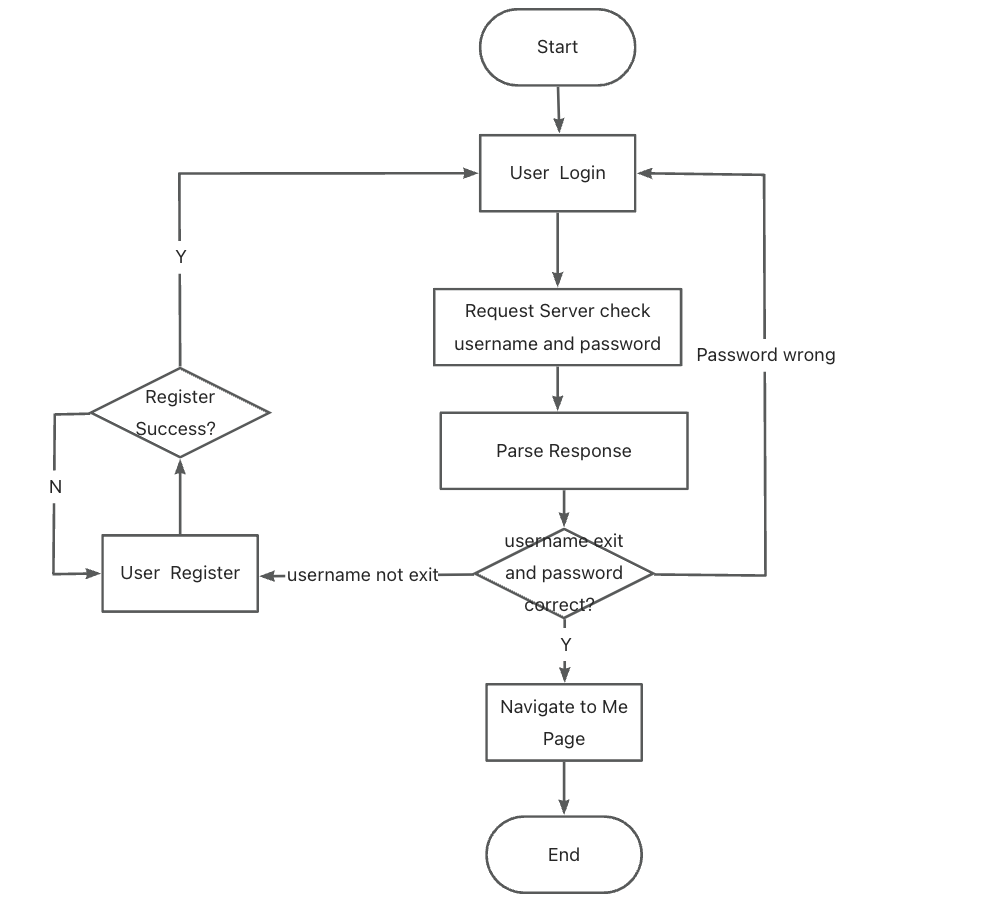 Start
User  Login
Y
Request Server check
username and password
Password wrong
Register
Success?
Parse Response
N
username exit
and password
correct?
User  Register
username not exit
Y
Navigate to Me
Page
End